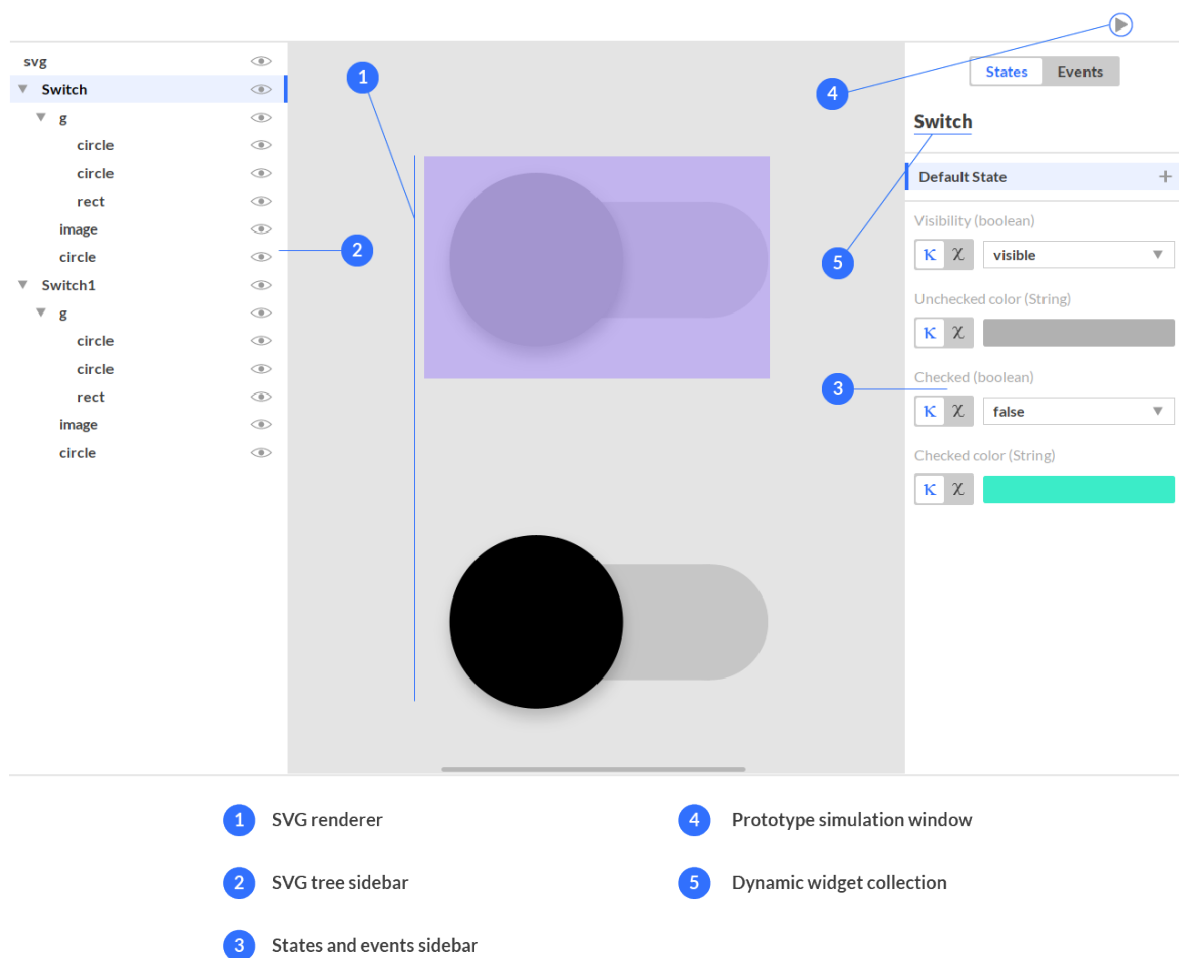 svg
Switch
g
circle
circle
rect
image
circle
Switch1
g
circle
circle
rect
image
circle
1
2
3
4
5
States Events
Switch
Default State +
Visibility (boolean)
K χ visible
Unchecked color (String)
K χ
Checked (boolean)
K χ false
Checked color (String)
K χ
1 SVG renderer
2 SVG tree sidebar
3 States and events sidebar
4 Prototype simulation window
5 Dynamic widget collection